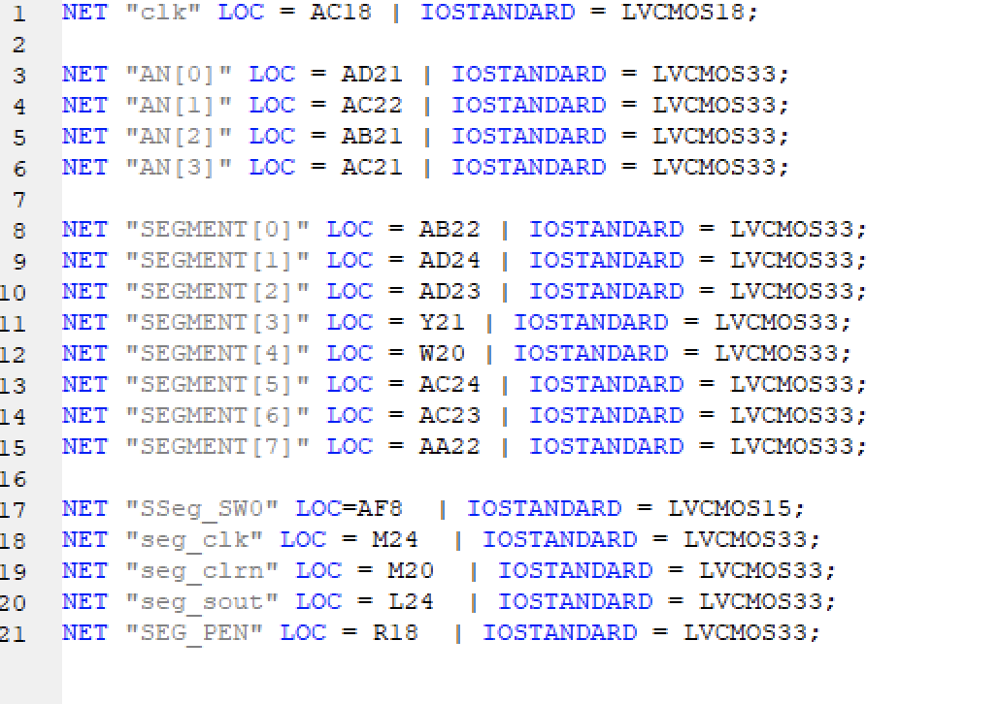 1 NET "clk" LOC = AC18 | IOSTANDARD = LVCMOS18;
2
3 NET "AN[0]" LOC = AD21 | IOSTANDARD = LVCMOS33;
4 NET "AN[1]" LOC = AC22 | IOSTANDARD = LVCMOS33;
5 NET "AN[2]" LOC = AB21 | IOSTANDARD = LVCMOS33;
6 NET "AN[3]" LOC = AC21 | IOSTANDARD = LVCMOS33;
7
8 NET "SEGMENT[0]" LOC = AB22 | IOSTANDARD = LVCMOS33;
9 NET "SEGMENT[1]" LOC = AD24 | IOSTANDARD = LVCMOS33;
10 NET "SEGMENT[2]" LOC = AD23 | IOSTANDARD = LVCMOS33;
11 NET "SEGMENT[3]" LOC = Y21 | IOSTANDARD = LVCMOS33;
12 NET "SEGMENT[4]" LOC = W20 | IOSTANDARD = LVCMOS33;
13 NET "SEGMENT[5]" LOC = AC24 | IOSTANDARD = LVCMOS33;
14 NET "SEGMENT[6]" LOC = AC23 | IOSTANDARD = LVCMOS33;
15 NET "SEGMENT[7]" LOC = AA22 | IOSTANDARD = LVCMOS33;
16
17 NET "SSeg_SW0" LOC=AF8  | IOSTANDARD = LVCMOS15;
18 NET "seg_clk" LOC = M24  | IOSTANDARD = LVCMOS33;
19 NET "seg_clrn" LOC = M20  | IOSTANDARD = LVCMOS33;
20 NET "seg_sout" LOC = L24  | IOSTANDARD = LVCMOS33;
21 NET "SEG_PEN" LOC = R18  | IOSTANDARD = LVCMOS33;